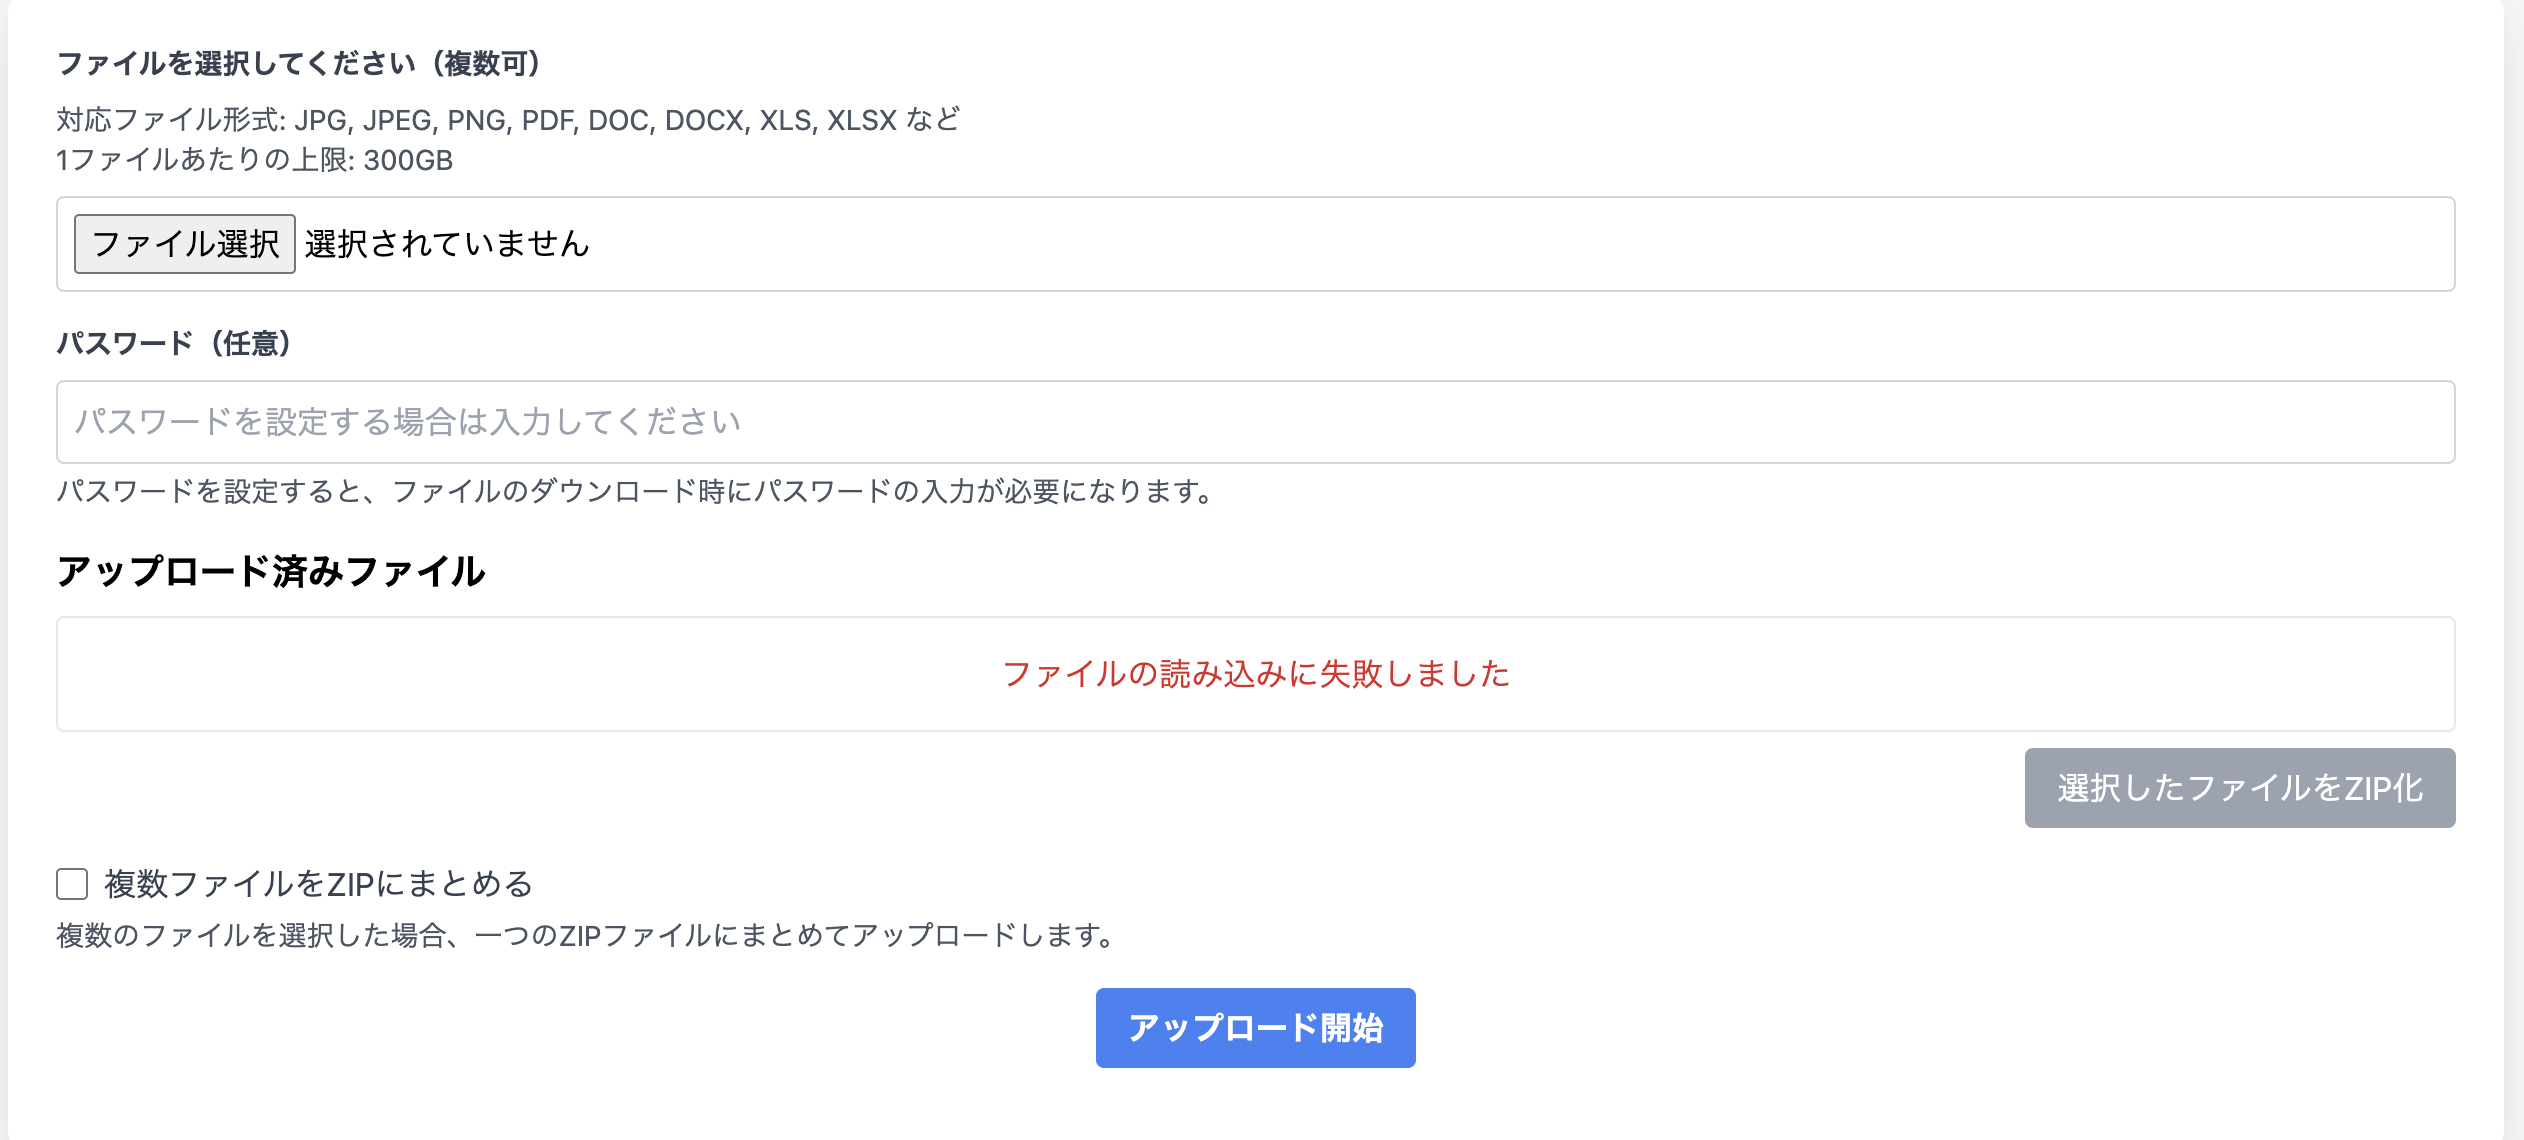 ファイルを選択してください（複数可）
対応ファイル形式: JPG, JPEG, PNG, PDF, DOC, DOCX, XLS, XLSX など
1ファイルあたりの上限: 300GB
ファイル選択 選択されていません
パスワード（任意）
パスワードを設定する場合は入力してください
パスワードを設定すると、ファイルのダウンロード時にパスワードの入力が必要になります。
アップロード済みファイル
ファイルの読み込みに失敗しました
選択したファイルをZIP化
複数ファイルをZIPにまとめる
複数のファイルを選択した場合、一つのZIPファイルにまとめてアップロードします。
アップロード開始